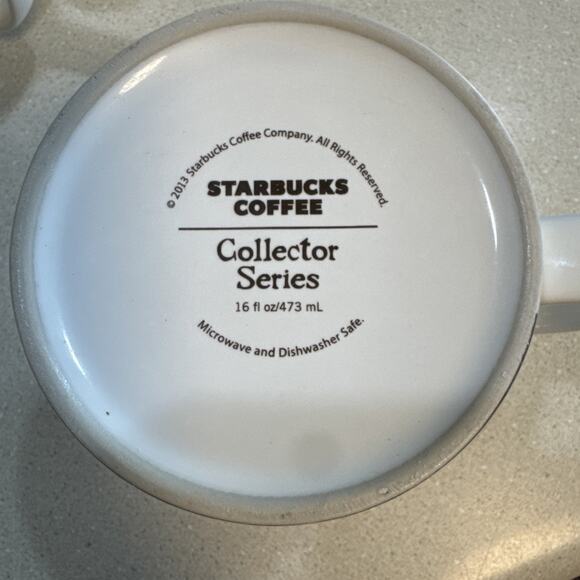 © 2013 Starbucks Coffee Company. All Rights Reserved.
STARBUCKS
COFFEE
Collector
Series
16 fl oz/473 mL
Microwave and Dishwasher Safe.